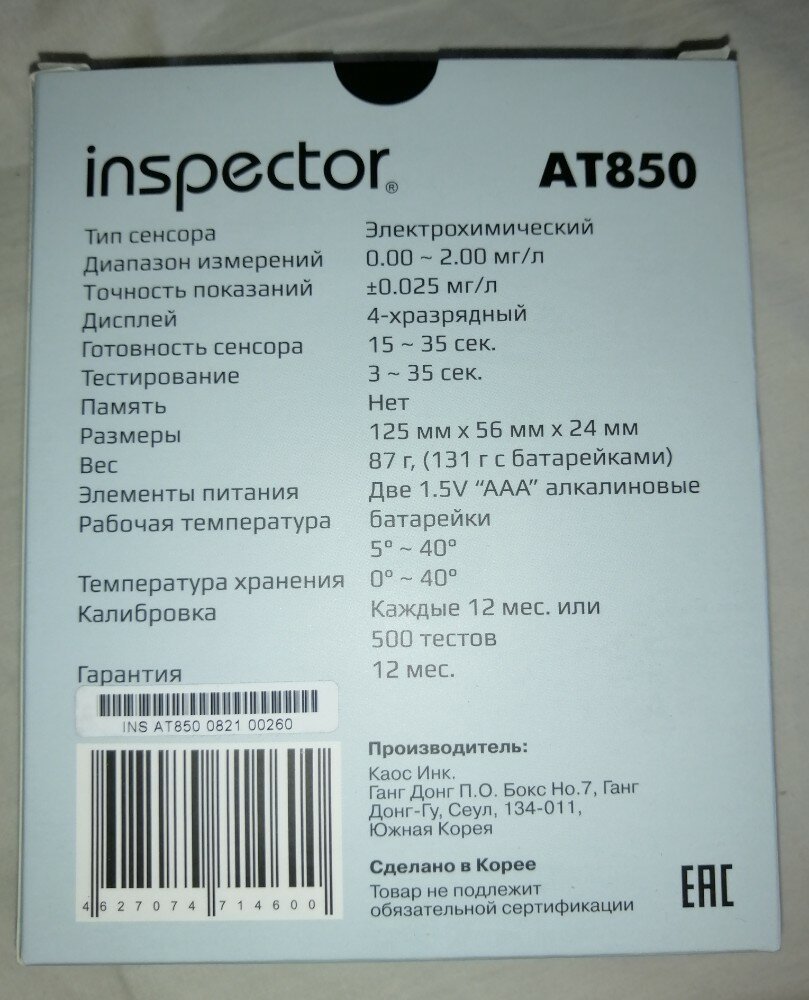 inspector® AT850
Тип сенсора Электрохимический
Диапазон измерений 0.00 ~ 2.00 мг/л
Точность показаний ±0.025 мг/л
Дисплей 4-хразрядный
Готовность сенсора 15 ~ 35 сек.
Тестирование 3 ~ 35 сек.
Память Нет
Размеры 125 мм x 56 мм x 24 мм
Вес 87 г, (131 г с батарейками)
Элементы питания Две 1.5V “AAA” алкалиновые
Рабочая температура батарейки
5° ~ 40°
Температура хранения 0° ~ 40°
Калибровка Каждые 12 мес. или
500 тестов
Гарантия 12 мес.
INS AT850 0821 00260
4627074714600
Производитель:
Каос Инк.
Ганг Донг П.О. Бокс Но.7, Ганг
Донг-Гу, Сеул, 134-011,
Южная Корея
Сделано в Корее
Товар не подлежит
обязательной сертификации
EAC